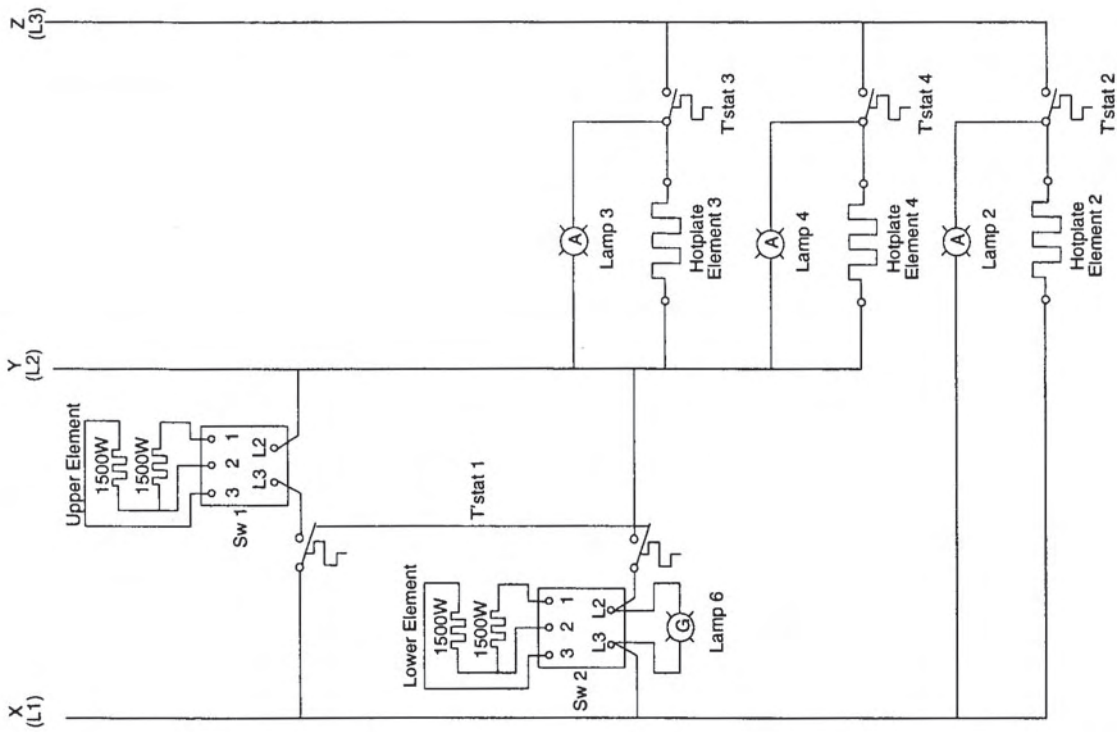 X
(L1)
Y
(L2)
Z
(L3)
Upper Element
1500W
1500W
3
2
1
L3
L2
Sw 1
T'stat 1
Lower Element
1500W
1500W
3
2
1
L3
L2
Sw 2
G
Lamp 6
A
Lamp 3
Hotplate
Element 3
T'stat 3
A
Lamp 4
Hotplate
Element 4
T'stat 4
A
Lamp 2
Hotplate
Element 2
T'stat 2